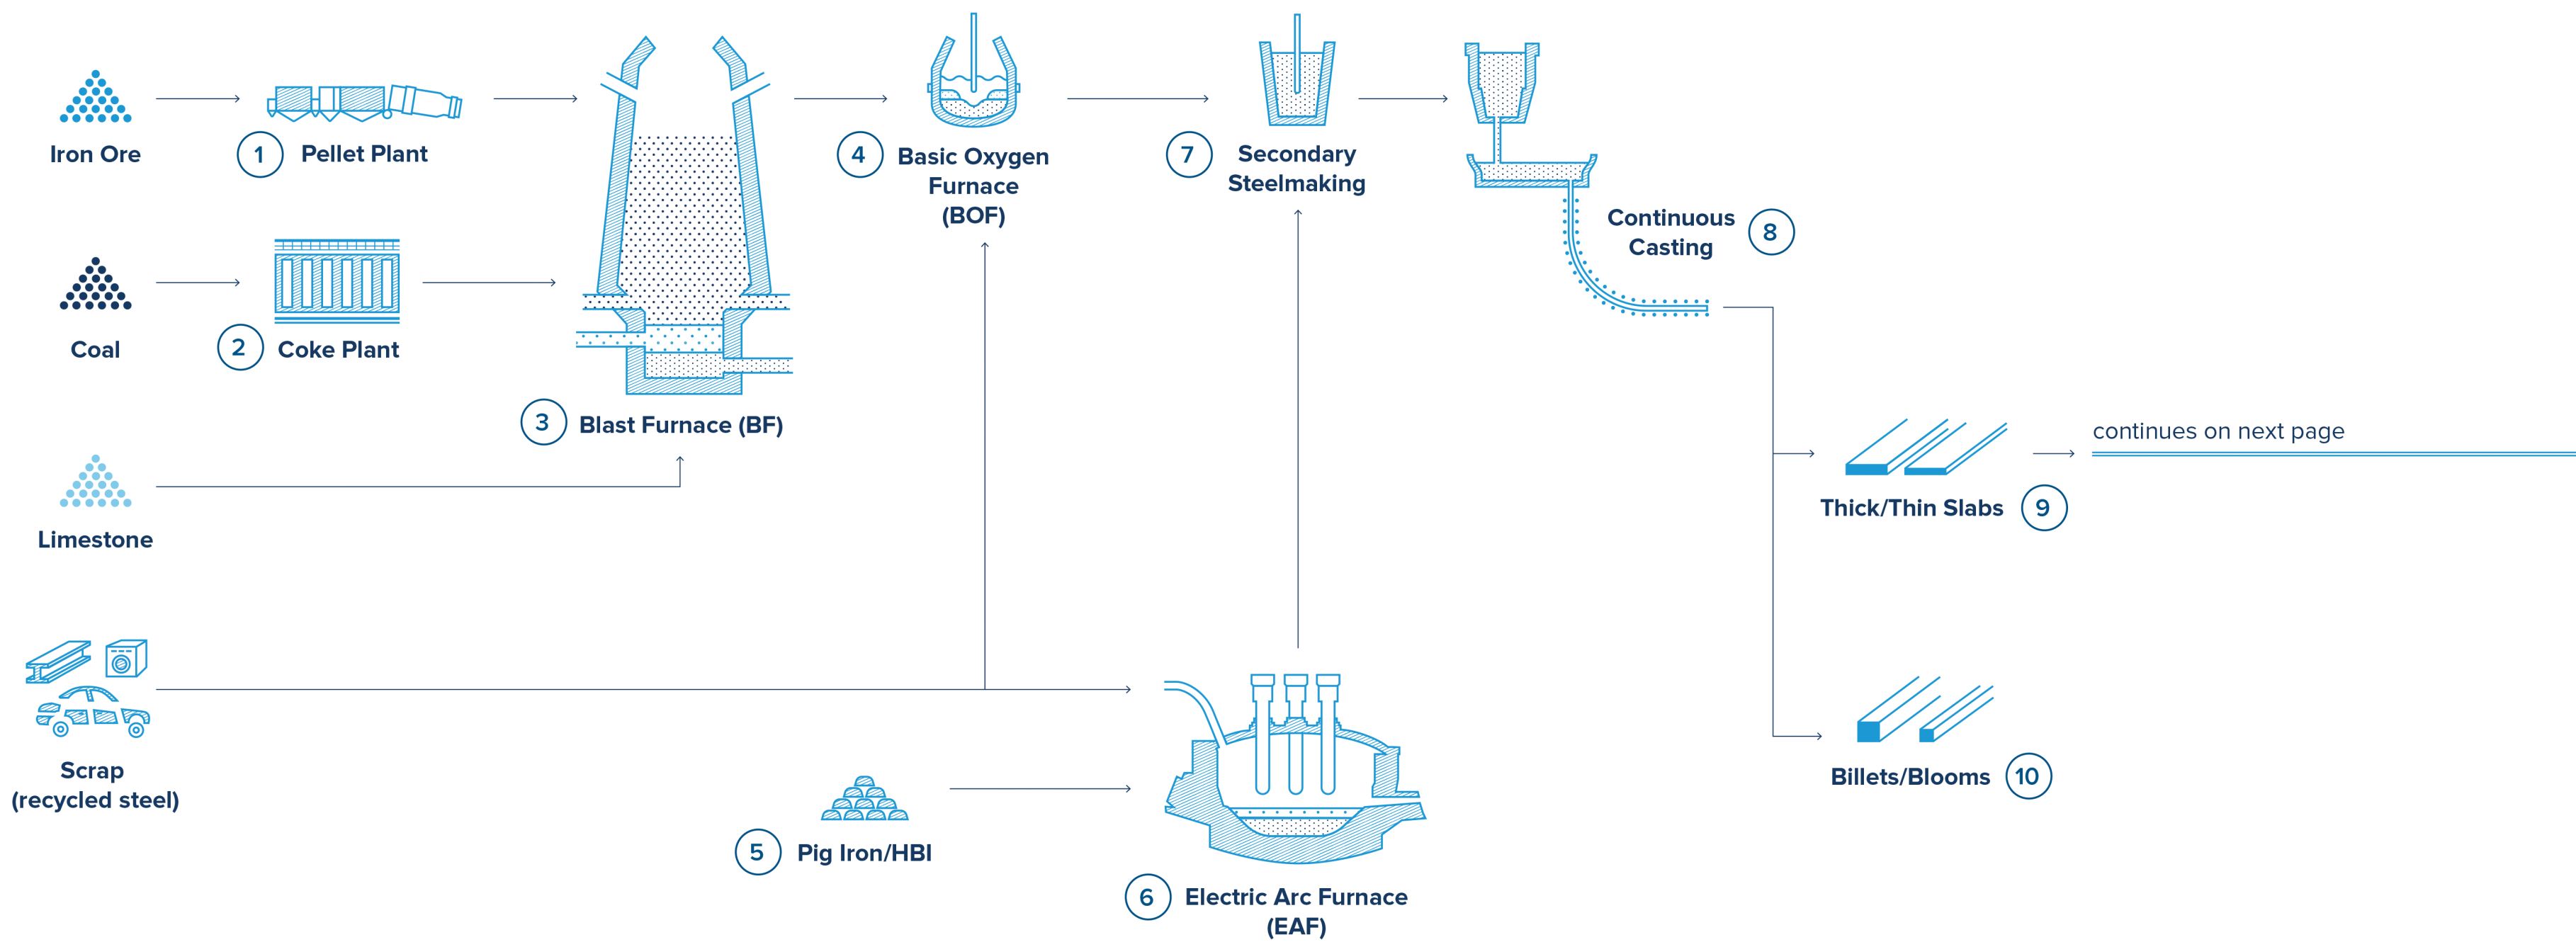 Iron Ore
1
Pellet Plant
4
Basic Oxygen
Furnace
(BOF)
7
Secondary
Steelmaking
Continuous
Casting
8
Coal
2
Coke Plant
3
Blast Furnace (BF)
continues on next page
Thick/Thin Slabs
9
Limestone
Scrap
(recycled steel)
5
Pig Iron/HBI
6
Electric Arc Furnace
(EAF)
Billets/Blooms
10